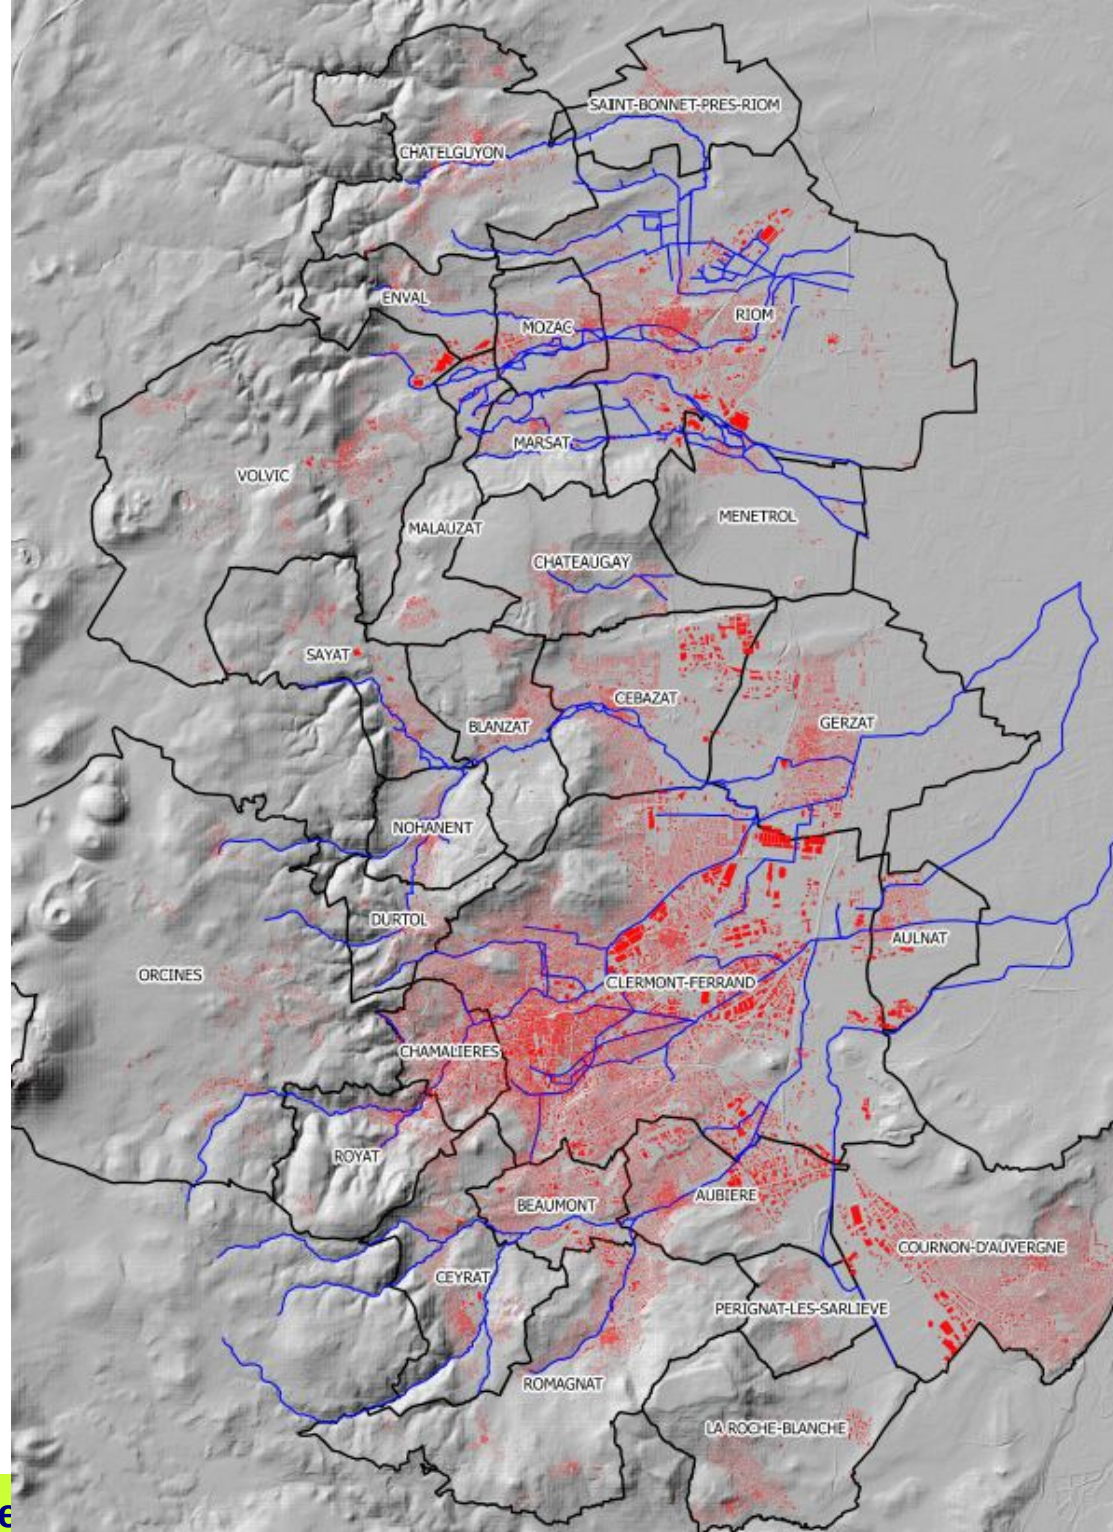 SAINT-BONNET-PRES-RIOM
CHATELGUYON
ENVAL
MOZAC
RIOM
MARSAT
VOLVIC
MALAUZAT
MENETROL
CHATEAUGAY
SAYAT
CEBAZAT
BLANZAT
GERZAT
NOHANENT
DURTOL
AULNAT
ORCINES
CLERMONT-FERRAND
CHAMALIERES
ROYAT
AUBIERE
BEAUMONT
COURNON-D'AUVERGNE
CEYRAT
PERIGNAT-LES-SARLIEVE
ROMAGNAT
LA ROCHE-BLANCHE
e